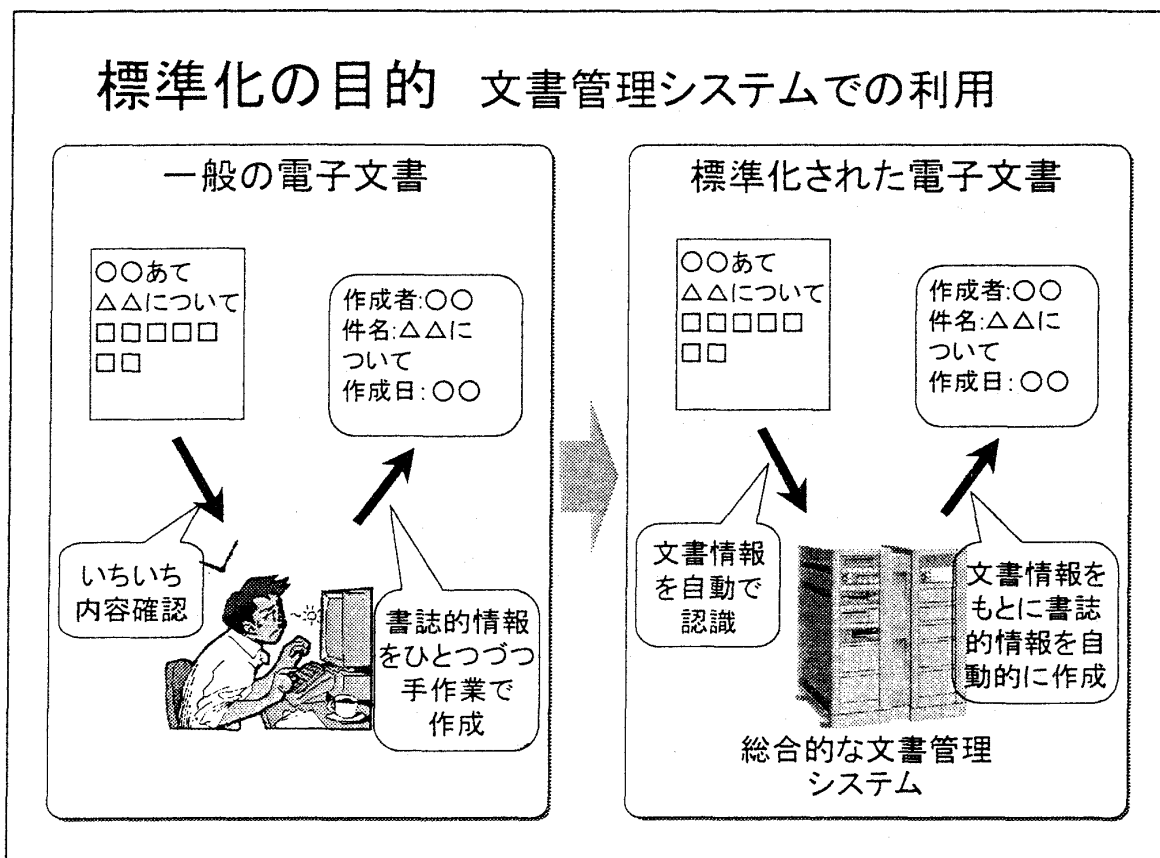 標準化の目的 文書管理システムでの利用
一般の電子文書
○○あて
△△について
□□□□□
□□
作成者:○○
件名:△△に
ついて
作成日:○○
いちいち
内容確認
書誌的情報
をひとつづつ
手作業で
作成
標準化された電子文書
○○あて
△△について
□□□□□
□□
作成者:○○
件名:△△に
ついて
作成日:○○
文書情報
を自動で
認識
文書情報を
もとに書誌
的情報を自
動的に作成
総合的な文書管理
システム